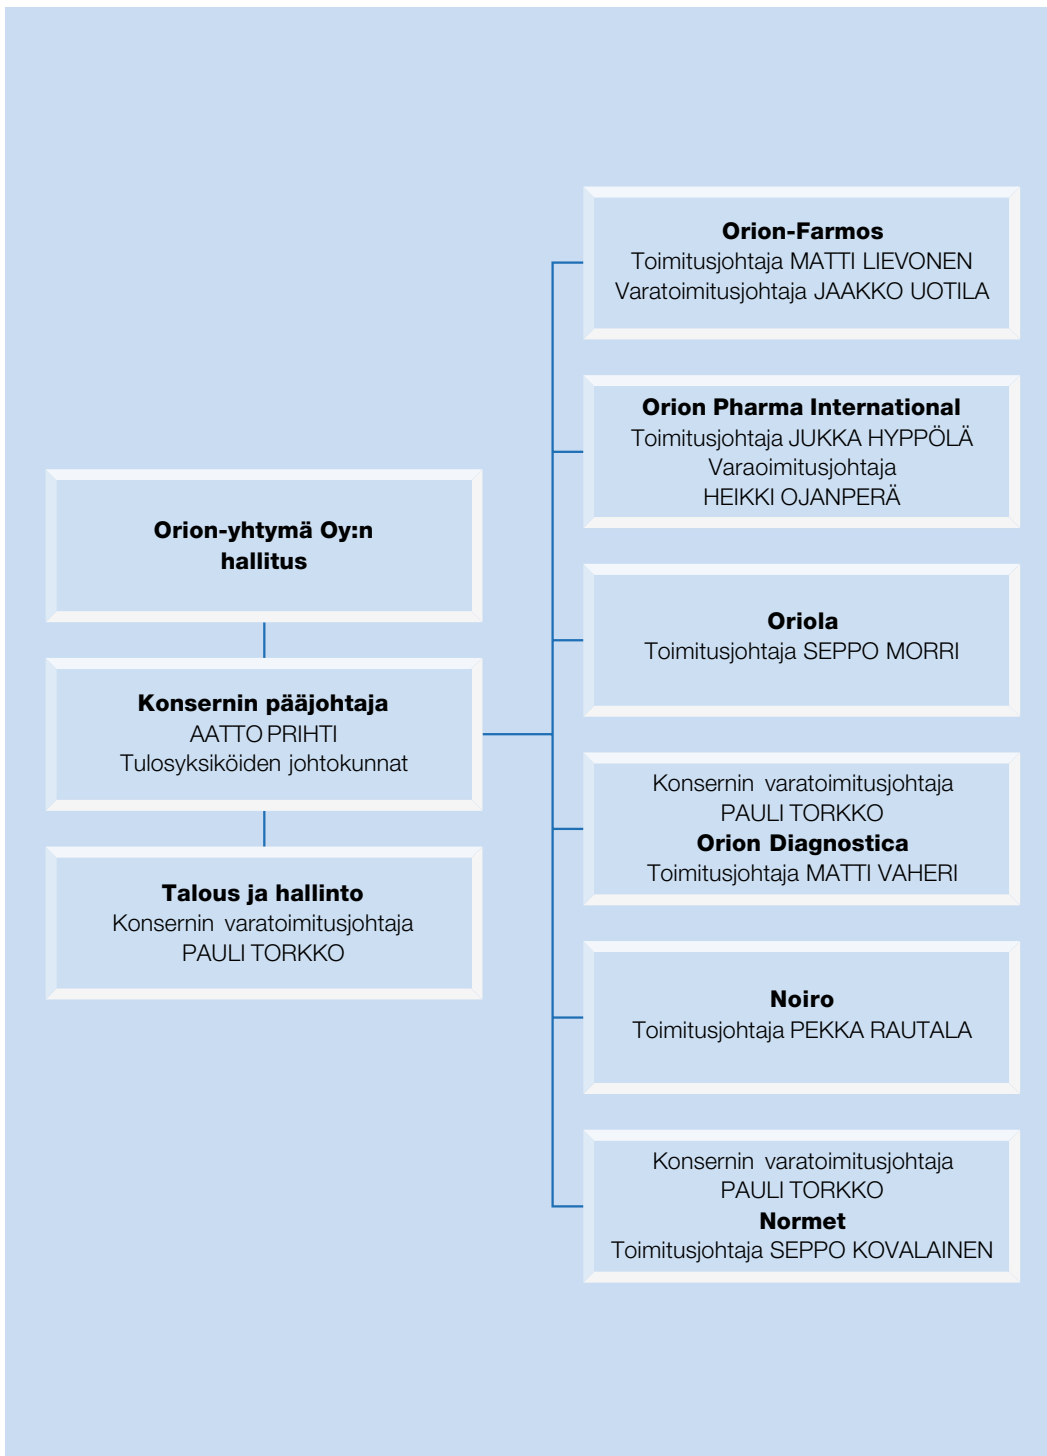 Orion-yhtymä Oy:n
hallitus
Konsernin pääjohtaja
AATTO PRIHTI
Tulosyksiköiden johtokunnat
Talous ja hallinto
Konsernin varatoimitusjohtaja
PAULI TORKKO
Orion-Farmos
Toimitusjohtaja MATTI LIEVONEN
Varatoimitusjohtaja JAAKKO UOTILA
Orion Pharma International
Toimitusjohtaja JUKKA HYPPÖLÄ
Varaoimitusjohtaja
HEIKKI OJANPERÄ
Oriola
Toimitusjohtaja SEPPO MORRI
Konsernin varatoimitusjohtaja
PAULI TORKKO
Orion Diagnostica
Toimitusjohtaja MATTI VAHERI
Noiro
Toimitusjohtaja PEKKA RAUTALA
Konsernin varatoimitusjohtaja
PAULI TORKKO
Normet
Toimitusjohtaja SEPPO KOVALAINEN